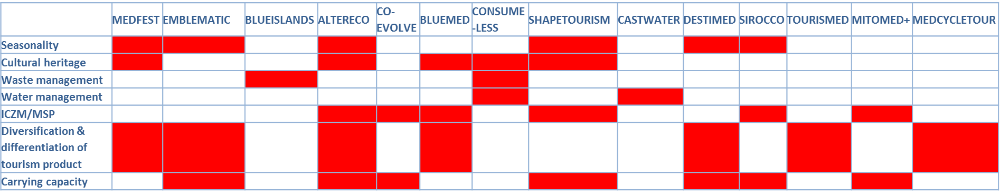 MEDFEST EMBLEMATIC BLUEISLANDS ALTERECO CO-EVOLVE BLUEMED CONSUME-LESS SHAPETOURISM CASTWATER DESTIMED SIROCCO TOURISMED MITOMED+ MEDCYCLETOUR
Seasonality
Cultural heritage
Waste management
Water management
ICZM/MSP
Diversification &
differentiation of
tourism product
Carrying capacity